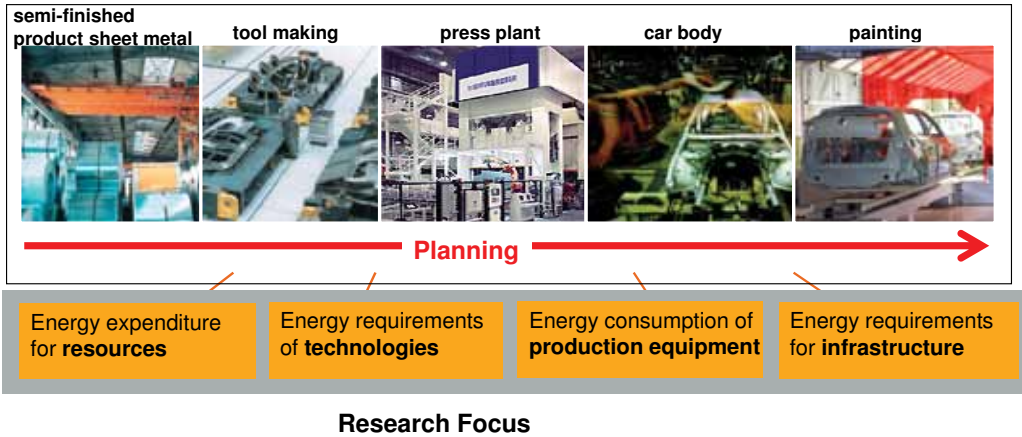 semi-finished
product sheet metal
tool making
press plant
car body
painting
Planning
Energy expenditure
for resources
Energy requirements
of technologies
Energy consumption of
production equipment
Energy requirements
for infrastructure
Research Focus